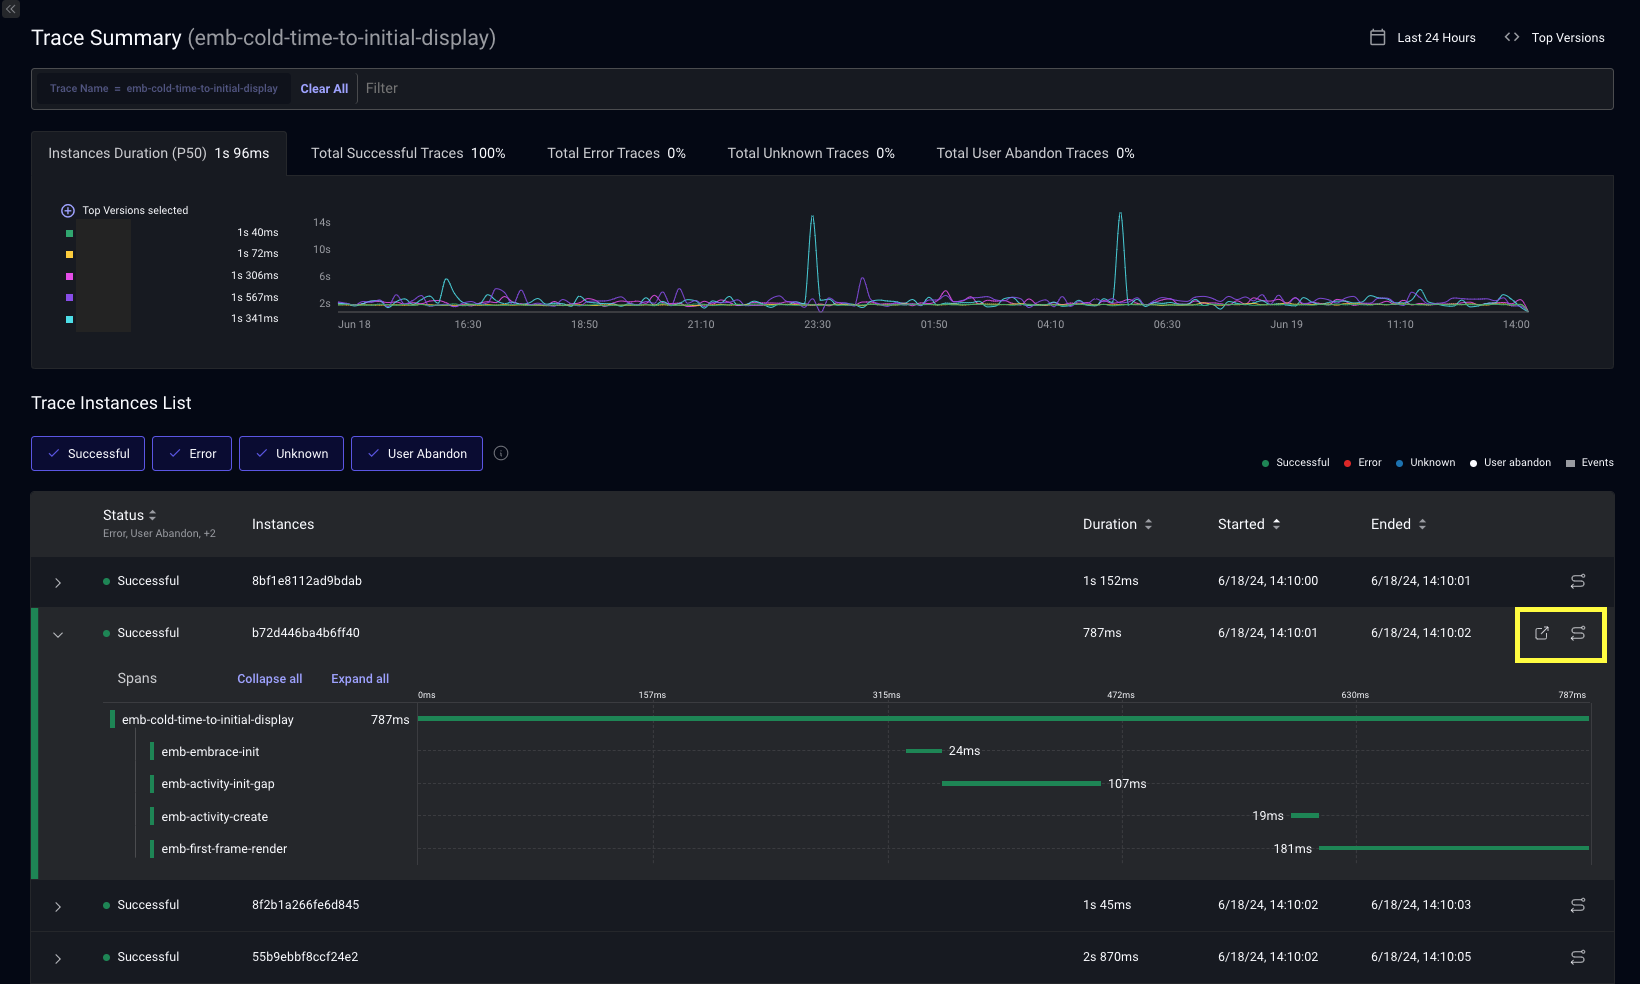 Trace Summary (emb-cold-time-to-initial-display)
Last 24 Hours
Top Versions
Trace Name = emb-cold-time-to-initial-display
Clear All
Filter
Instances Duration (P50) 1s 96ms
Total Successful Traces 100%
Total Error Traces 0%
Total Unknown Traces 0%
Total User Abandon Traces 0%
Top Versions selected
1s 40ms
1s 72ms
1s 306ms
1s 567ms
1s 341ms
14s
10s
6s
2s
Jun 18 16:30 18:50 21:10 23:30 01:50 04:10 06:30 Jun 19 11:10 14:00
Trace Instances List
Successful Error Unknown User Abandon
Successful Error Unknown User abandon Events
Status Instances Duration Started Ended
Error, User Abandon, +2
Successful 8bf1e8112ad9bdab 1s 152ms 6/18/24, 14:10:00 6/18/24, 14:10:01
Successful b72d446ba4b6ff40 787ms 6/18/24, 14:10:01 6/18/24, 14:10:02
Spans Collapse all Expand all
0ms 157ms 315ms 472ms 630ms 787ms
emb-cold-time-to-initial-display 787ms
emb-embrace-init 24ms
emb-activity-init-gap 107ms
emb-activity-create 19ms
emb-first-frame-render 181ms
Successful 8f2b1a266fe6d845 1s 45ms 6/18/24, 14:10:02 6/18/24, 14:10:03
Successful 55b9ebbf8ccf24e2 2s 870ms 6/18/24, 14:10:02 6/18/24, 14:10:05